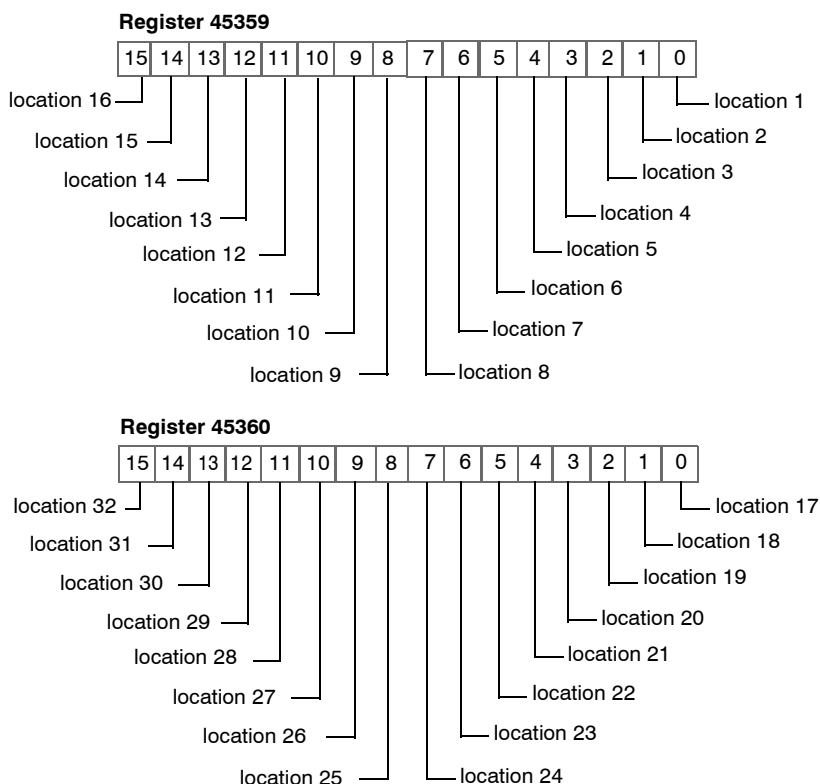 Register 45359
15 14 13 12 11 10 9 8 7 6 5 4 3 2 1 0
location 16
location 1
location 15
location 2
location 14
location 3
location 13
location 4
location 12
location 5
location 11
location 6
location 10
location 7
location 9
location 8
Register 45360
15 14 13 12 11 10 9 8 7 6 5 4 3 2 1 0
location 32
location 17
location 31
location 18
location 30
location 19
location 29
location 20
location 28
location 21
location 27
location 22
location 26
location 23
location 25
location 24